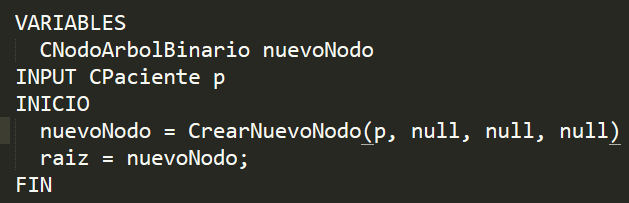 VARIABLES
CNodoArbolBinario nuevoNodo
INPUT CPaciente p
INICIO
nuevoNodo = CrearNuevoNodo(p, null, null, null)
raiz = nuevoNodo;
FIN